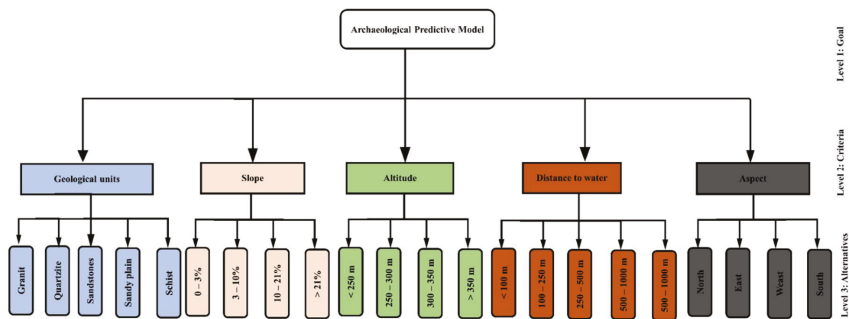 Archaeological Predictive Model
Level 1: Goal
Geological units
Slope
Altitude
Distance to water
Aspect
Level 2: Criteria
Granit
Quartzite
Sandstones
Sandy plain
Schist
0 – 3%
3 – 10%
10 – 21%
> 21%
< 250 m
250 – 300 m
300 – 350 m
> 350 m
< 100 m
100 – 250 m
250 – 500 m
500 – 1000 m
500 – 1000 m
North
East
Weast
South
Level 3: Alternatives